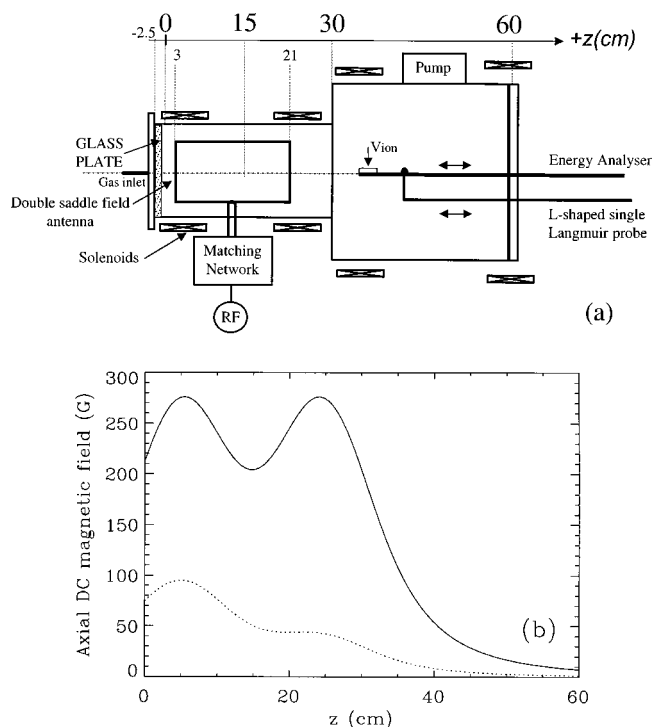 -2.5 0 15 30 60 +z(cm)
3 21
Pump
GLASS
PLATE
Gas inlet
Double saddle field
antenna
Solenoids
Matching
Network
RF
Vion
Energy Analyser
L-shaped single
Langmuir probe
(a)
Axial DC magnetic field (G)
300
250
200
150
100
50
0
(b)
0 20 40 60
z (cm)